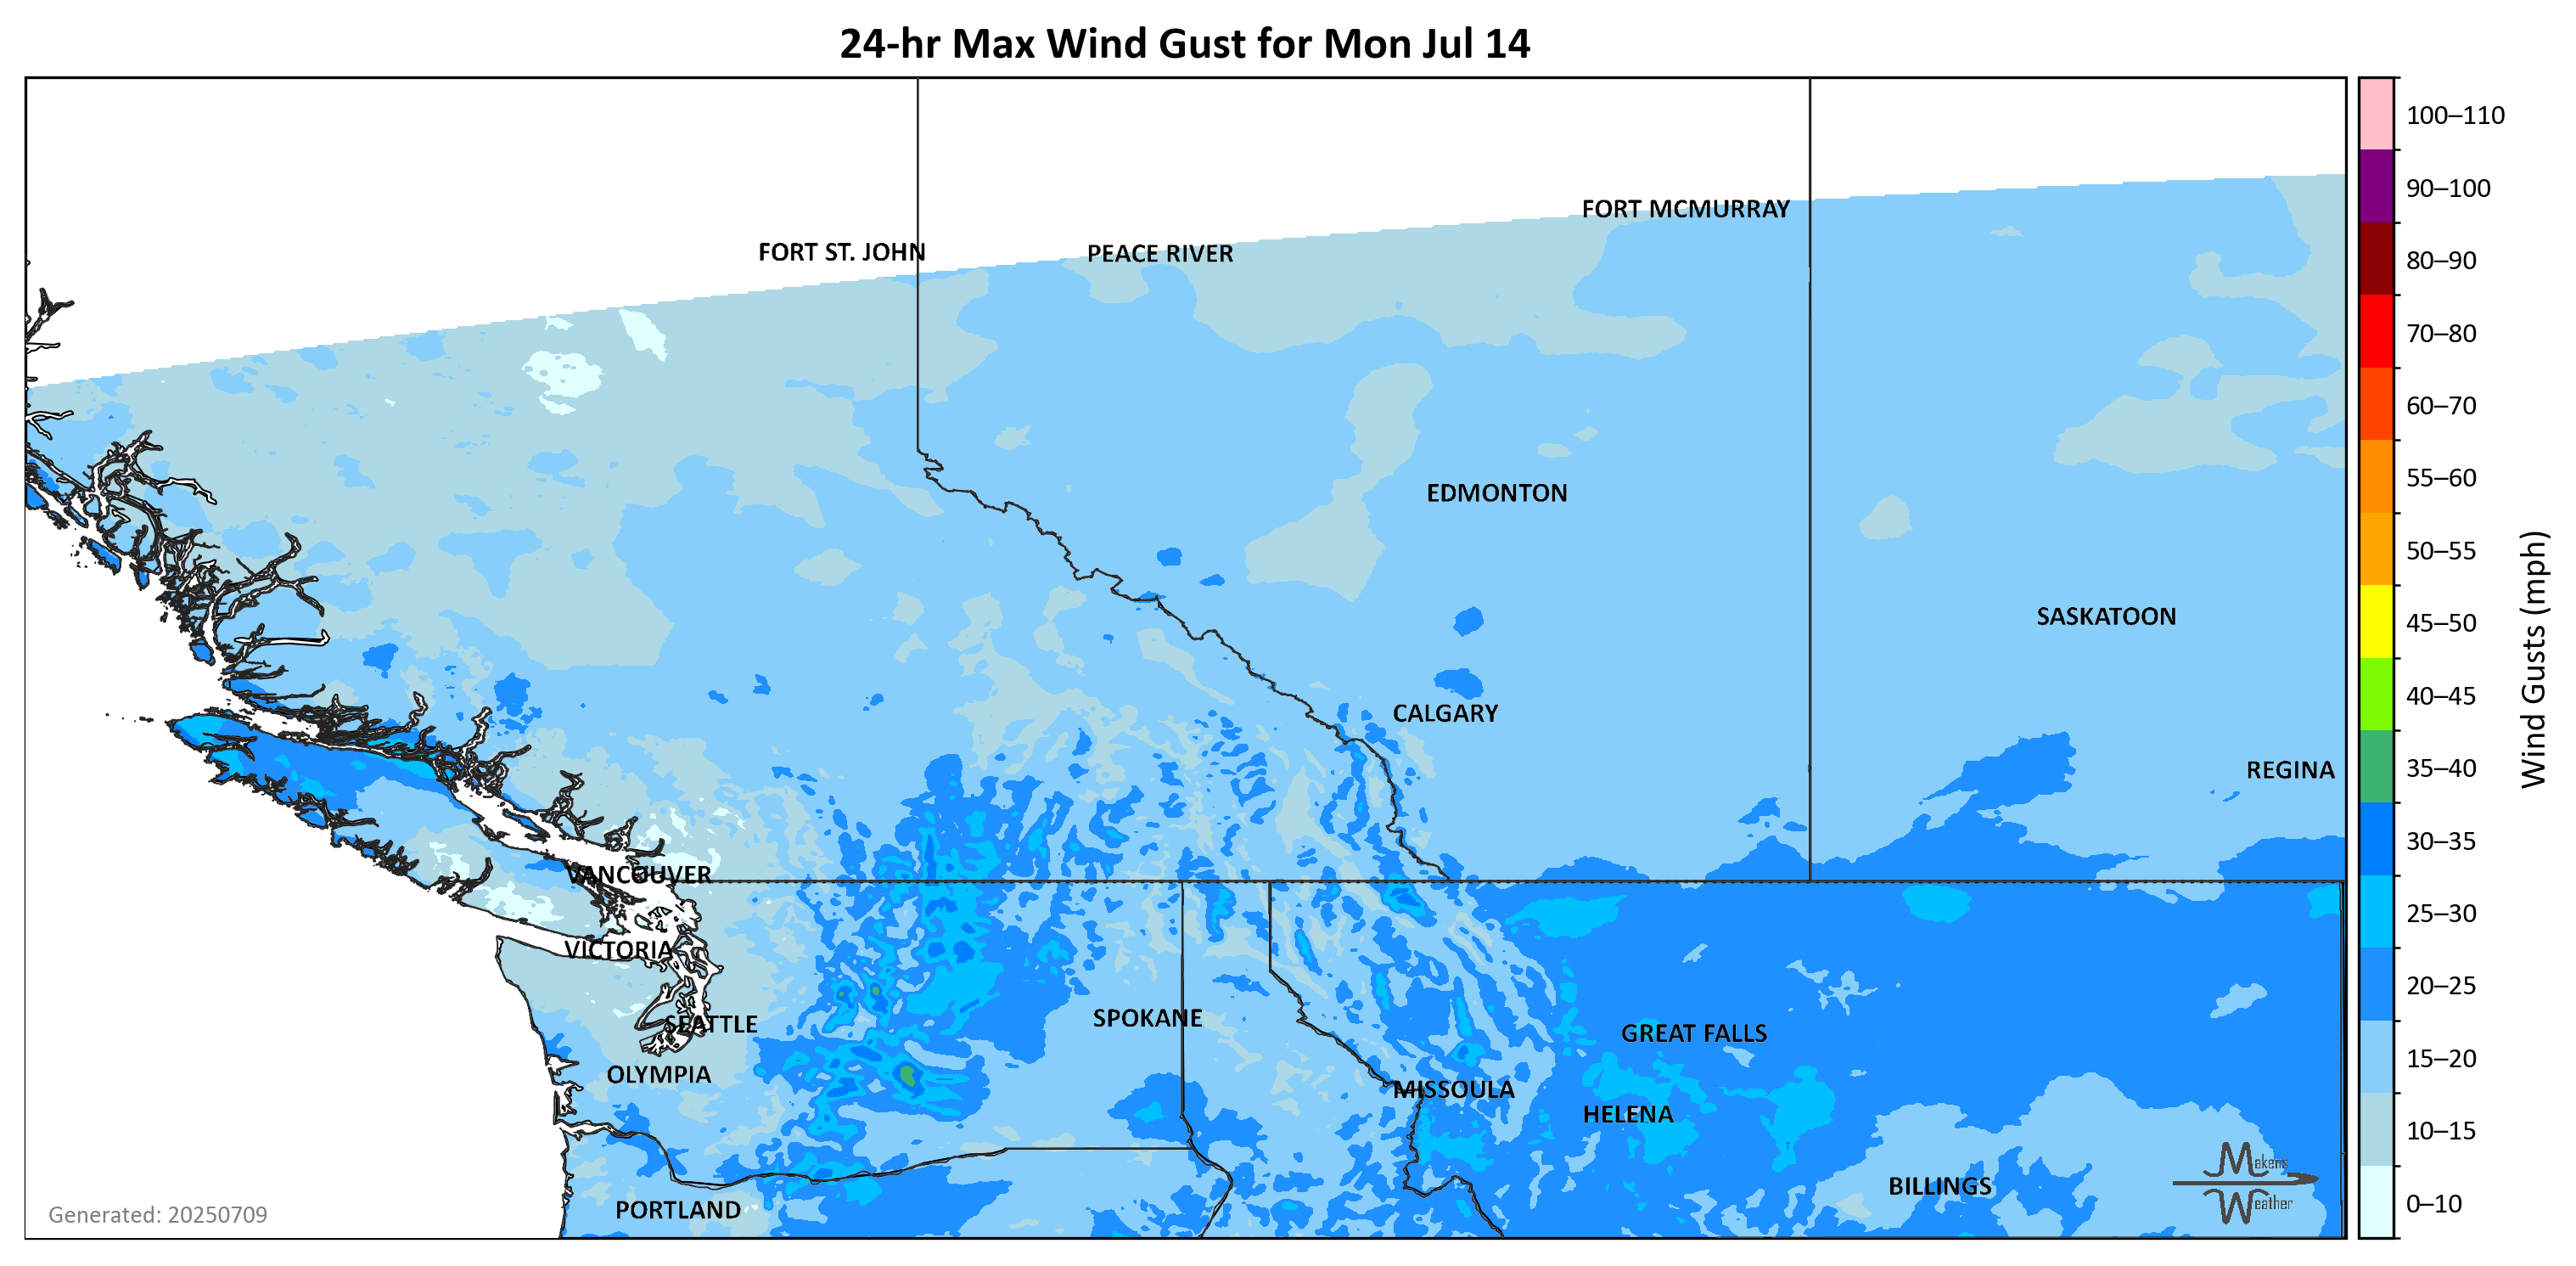 24-hr Max Wind Gust for Mon Jul 14
100–110
90–100
80–90
70–80
60–70
55–60
50–55
45–50
40–45
35–40
30–35
25–30
20–25
15–20
10–15
0–10
Wind Gusts (mph)
FORT MCMURRAY
FORT ST. JOHN
PEACE RIVER
EDMONTON
SASKATOON
CALGARY
REGINA
VANCOUVER
VICTORIA
SEATTLE
SPOKANE
GREAT FALLS
OLYMPIA
MISSOULA
HELENA
BILLINGS
PORTLAND
Makens
Weather
Generated: 20250709